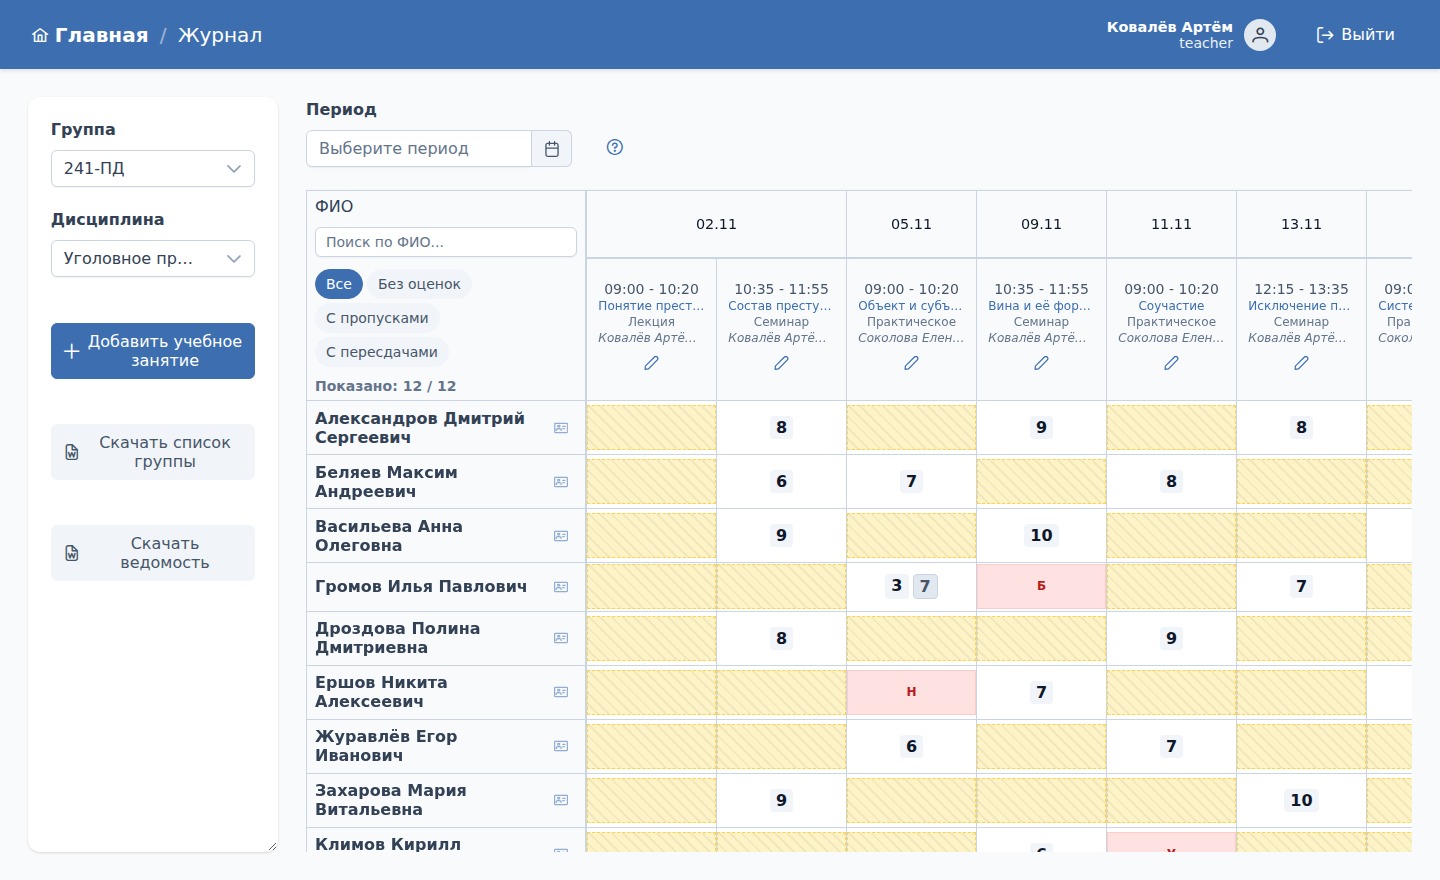 Главная / Журнал
Ковалёв Артём
teacher
Выйти
Группа
241-ПД
Дисциплина
Уголовное пр...
Добавить учебное
занятие
Скачать список
группы
Скачать
ведомость
Период
Выберите период
ФИО
Поиск по ФИО...
Все
Без оценок
С пропусками
С пересдачами
Показано: 12 / 12
02.11 05.11 09.11 11.11 13.11
09:00 - 10:20
Понятие прест...
Лекция
Ковалёв Артё...
10:35 - 11:55
Состав престу...
Семинар
Ковалёв Артё...
09:00 - 10:20
Объект и субъ...
Практическое
Соколова Елен...
10:35 - 11:55
Вина и её фор...
Семинар
Ковалёв Артё...
09:00 - 10:20
Соучастие
Практическое
Соколова Елен...
12:15 - 13:35
Исключение п...
Семинар
Ковалёв Артё...
Александров Дмитрий
Сергеевич
8 9 8
Беляев Максим
Андреевич
6 7 8
Васильева Анна
Олеговна
9 10
Громов Илья Павлович
3 7 Б 7
Дроздова Полина
Дмитриевна
8 9
Ершов Никита
Алексеевич
Н 7
Журавлёв Егор
Иванович
6 7
Захарова Мария
Витальевна
9 10
Климов Кирилл